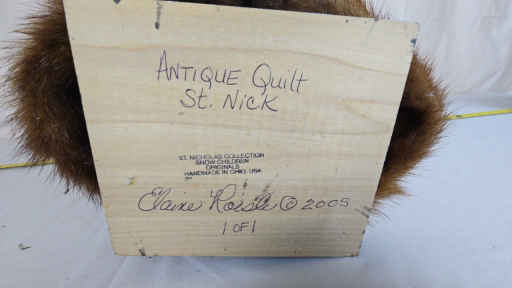 ANTIQUE Quilt
ST. NICK
ST. NICHOLAS COLLECTION
SNOW CHILDREN
ORIGINALS
HANDMADE IN OHIO, USA
Elaine © 2005
1 OF 1